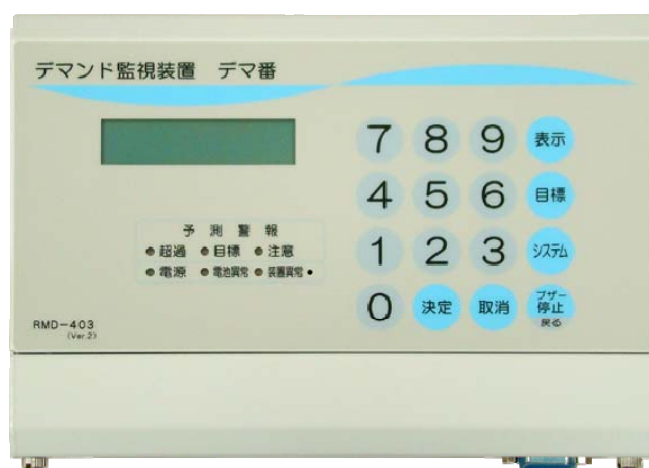 デマンド監視装置 デマ番
7 8 9 表示
4 5 6 目標
予測警報
超過 目標 注意
1 2 3 システム
電源 電池異常 装置異常
0 決定 取消 ブザー
停止
戻る
RMD-403
(Ver.2)